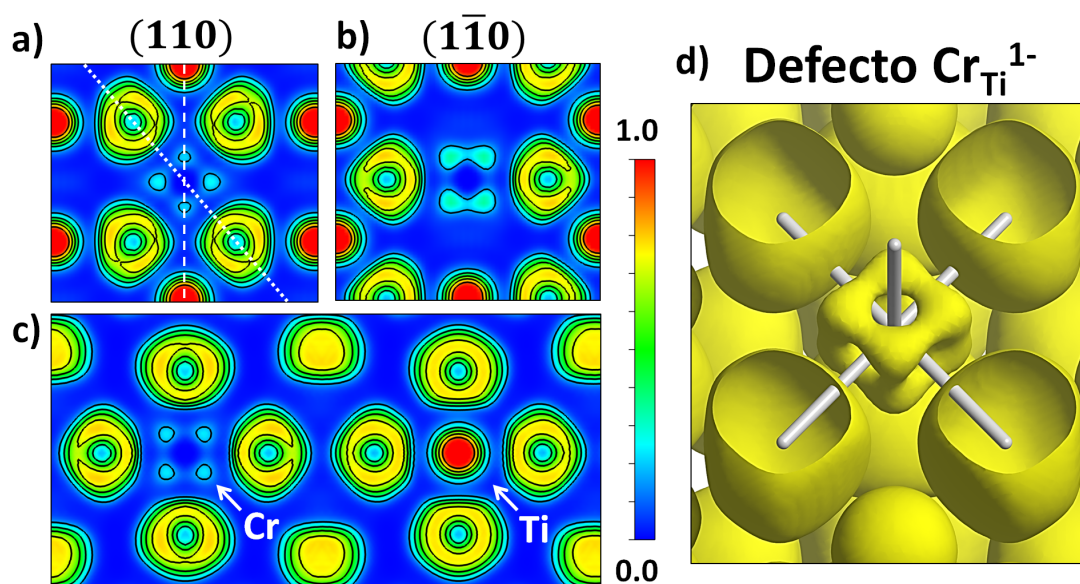 a) (110)
b) (11̅0)
c)
Cr
Ti
1.0
0.0
d) Defecto Cr_Ti^1-